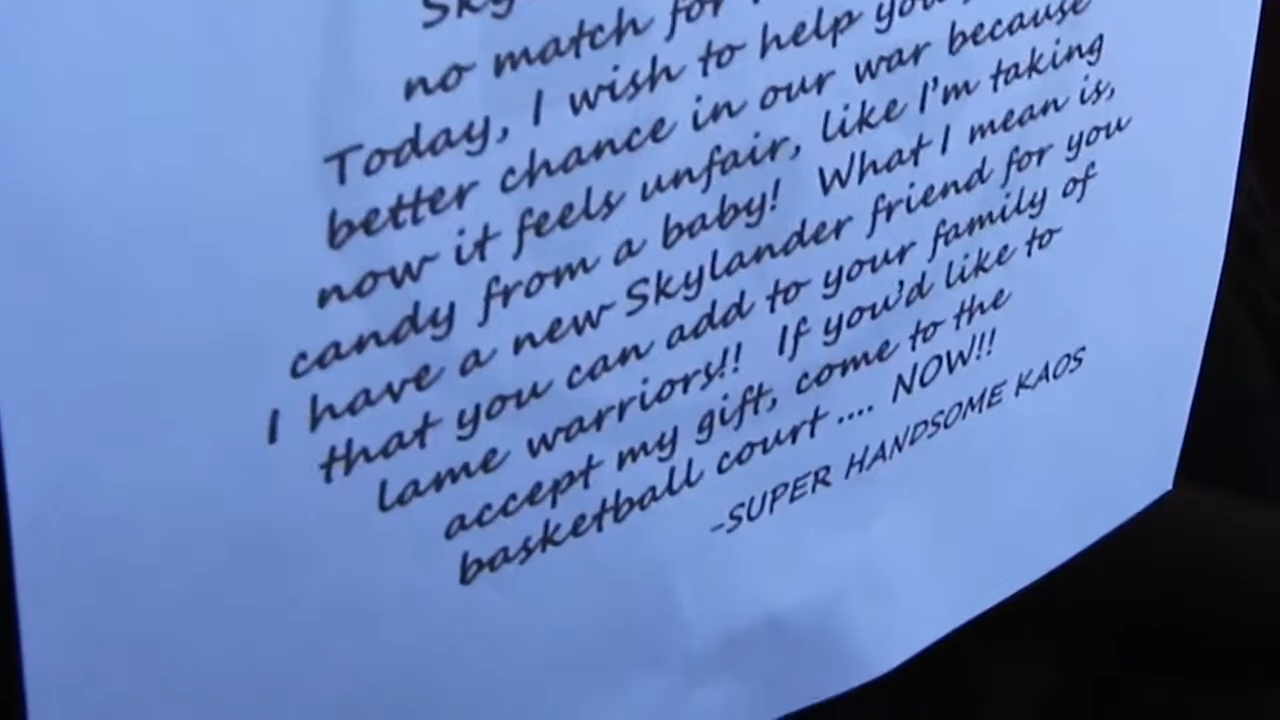 no match for
Today, I wish to help you
better chance in our war because
now it feels unfair, like I'm taking
candy from a baby! What I mean is,
I have a new Skylander friend for you
that you can add to your family of
lame warriors!! If you'd like to
accept my gift, come to the
basketball court .... NOW!!
-SUPER HANDSOME KAOS